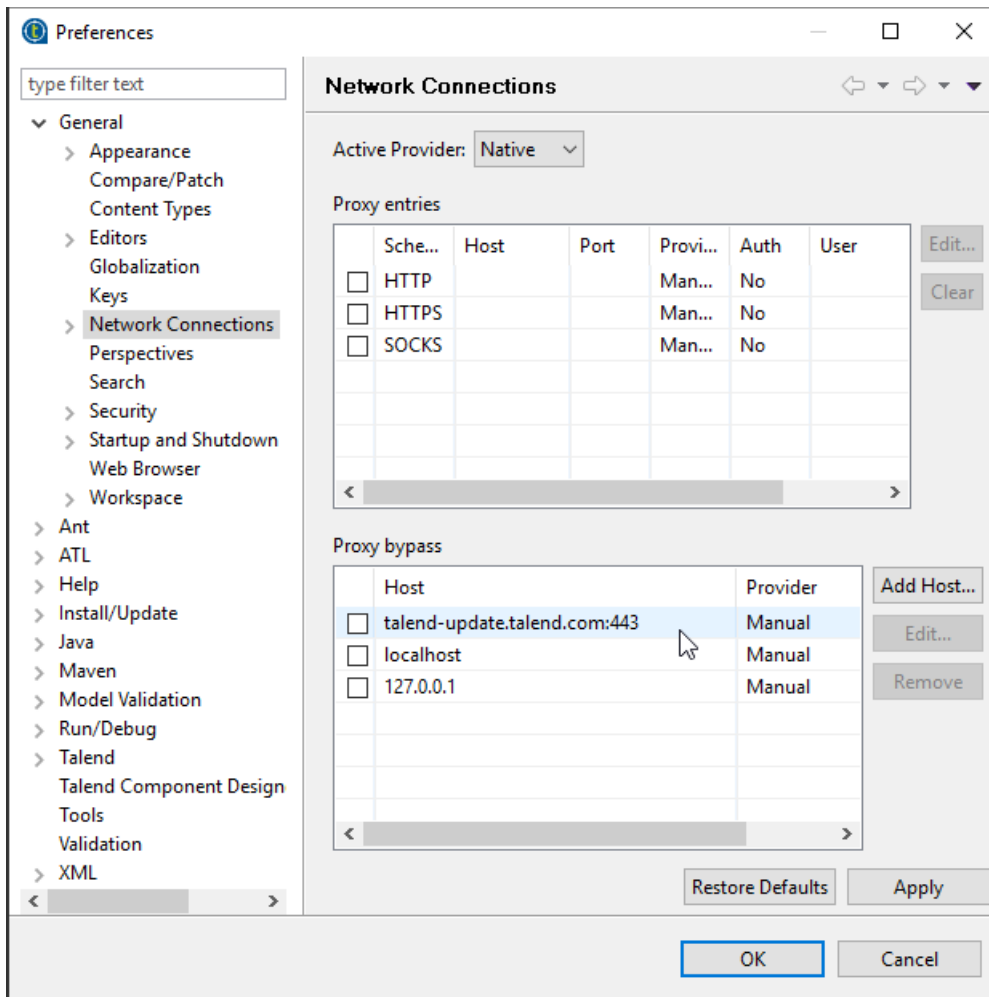 Preferences
type filter text
General
Appearance
Compare/Patch
Content Types
Editors
Globalization
Keys
Network Connections
Perspectives
Search
Security
Startup and Shutdown
Web Browser
Workspace
Ant
ATL
Help
Install/Update
Java
Maven
Model Validation
Run/Debug
Talend
Talend Component Design
Tools
Validation
XML
Network Connections
Active Provider: Native
Proxy entries
Sche... Host Port Provi... Auth User
HTTP Man... No
HTTPS Man... No
SOCKS Man... No
Edit...
Clear
Proxy bypass
Host Provider
talend-update.talend.com:443 Manual
localhost Manual
127.0.0.1 Manual
Add Host...
Edit...
Remove
Restore Defaults Apply
OK Cancel